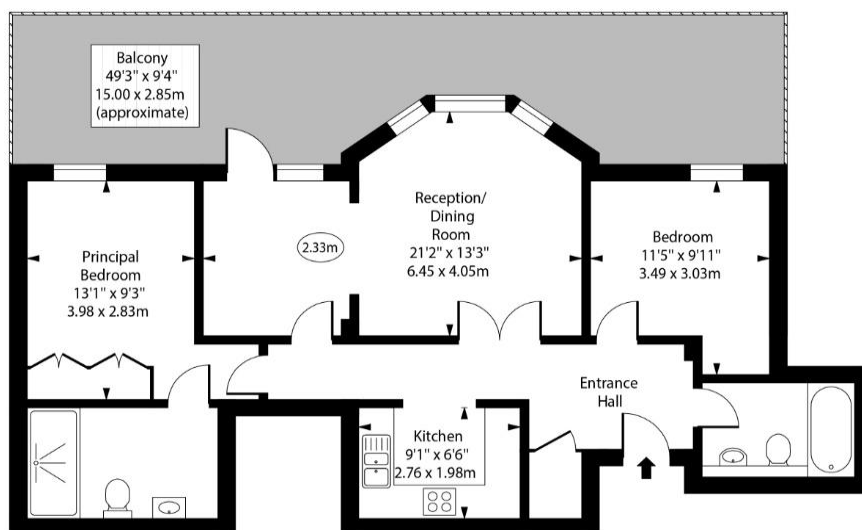 Balcony
49'3" x 9'4"
15.00 x 2.85m
(approximate)
Reception/
Dining
Room
21'2" x 13'3"
6.45 x 4.05m
2.33m
Principal
Bedroom
13'1" x 9'3"
3.98 x 2.83m
Bedroom
11'5" x 9'11"
3.49 x 3.03m
Entrance
Hall
Kitchen
9'1" x 6'6"
2.76 x 1.98m